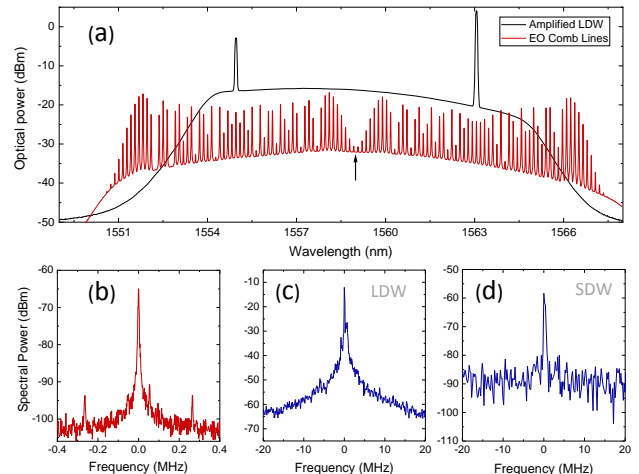 (a)
Amplified LDW
EO Comb Lines
Optical power (dBm)
0
-10
-20
-30
-40
-50
1551 1554 1557 1560 1563 1566
Wavelength (nm)
(b)
Spectral Power (dBm)
-60
-70
-80
-90
-100
-0.4 -0.2 0.0 0.2 0.4
Frequency (MHz)
(c)
LDW
-10
-20
-30
-40
-50
-60
-70
-20 -10 0 10 20
Frequency (MHz)
(d)
SDW
-50
-60
-70
-80
-90
-100
-110
-20 -10 0 10 20
Frequency (MHz)